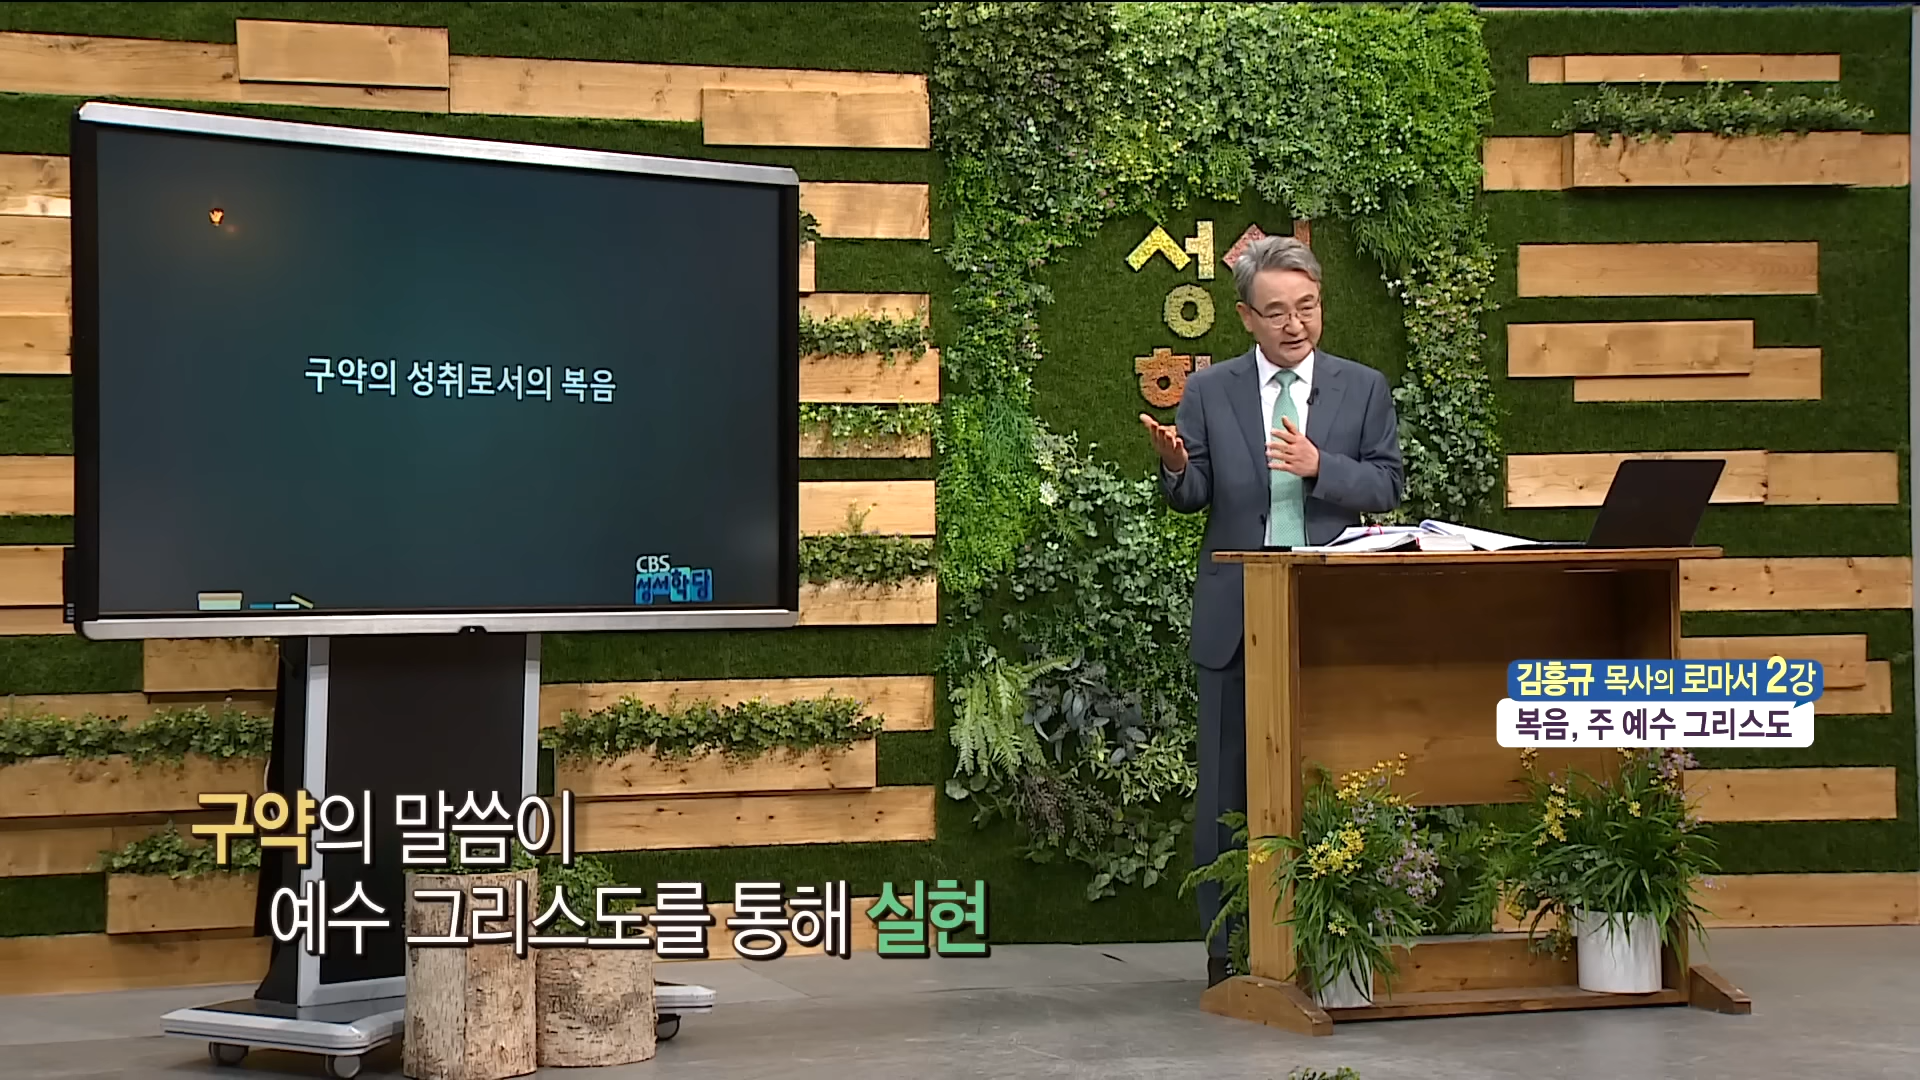 구약의 성취로서의 복음
CBS
성서학당
성서
김흥규 목사의 로마서 2강
복음, 주 예수 그리스도
구약의 말씀이
예수 그리스도를 통해 실현